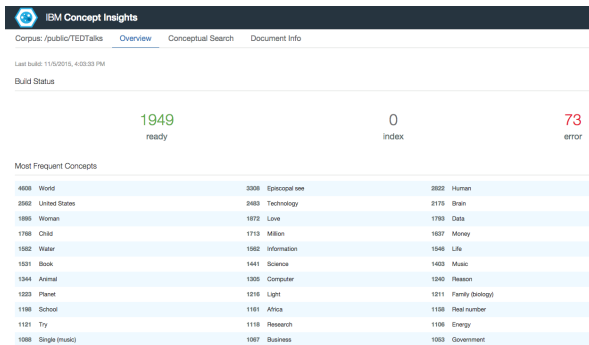 IBM Concept Insights
Corpus: /public/TEDTalks Overview Conceptual Search Document Info
Last build: 11/5/2015, 4:03:33 PM
Build Status
1949 0 73
ready index error
Most Frequent Concepts
4608 World 3308 Episcopal see 2822 Human
2562 United States 2483 Technology 2175 Brain
1895 Woman 1872 Love 1793 Data
1768 Child 1713 Million 1637 Money
1582 Water 1562 Information 1546 Life
1531 Book 1441 Science 1403 Music
1344 Animal 1305 Computer 1240 Reason
1223 Planet 1216 Light 1211 Family (biology)
1198 School 1161 Africa 1158 Real number
1121 Try 1118 Research 1106 Energy
1088 Single (music) 1067 Business 1053 Government